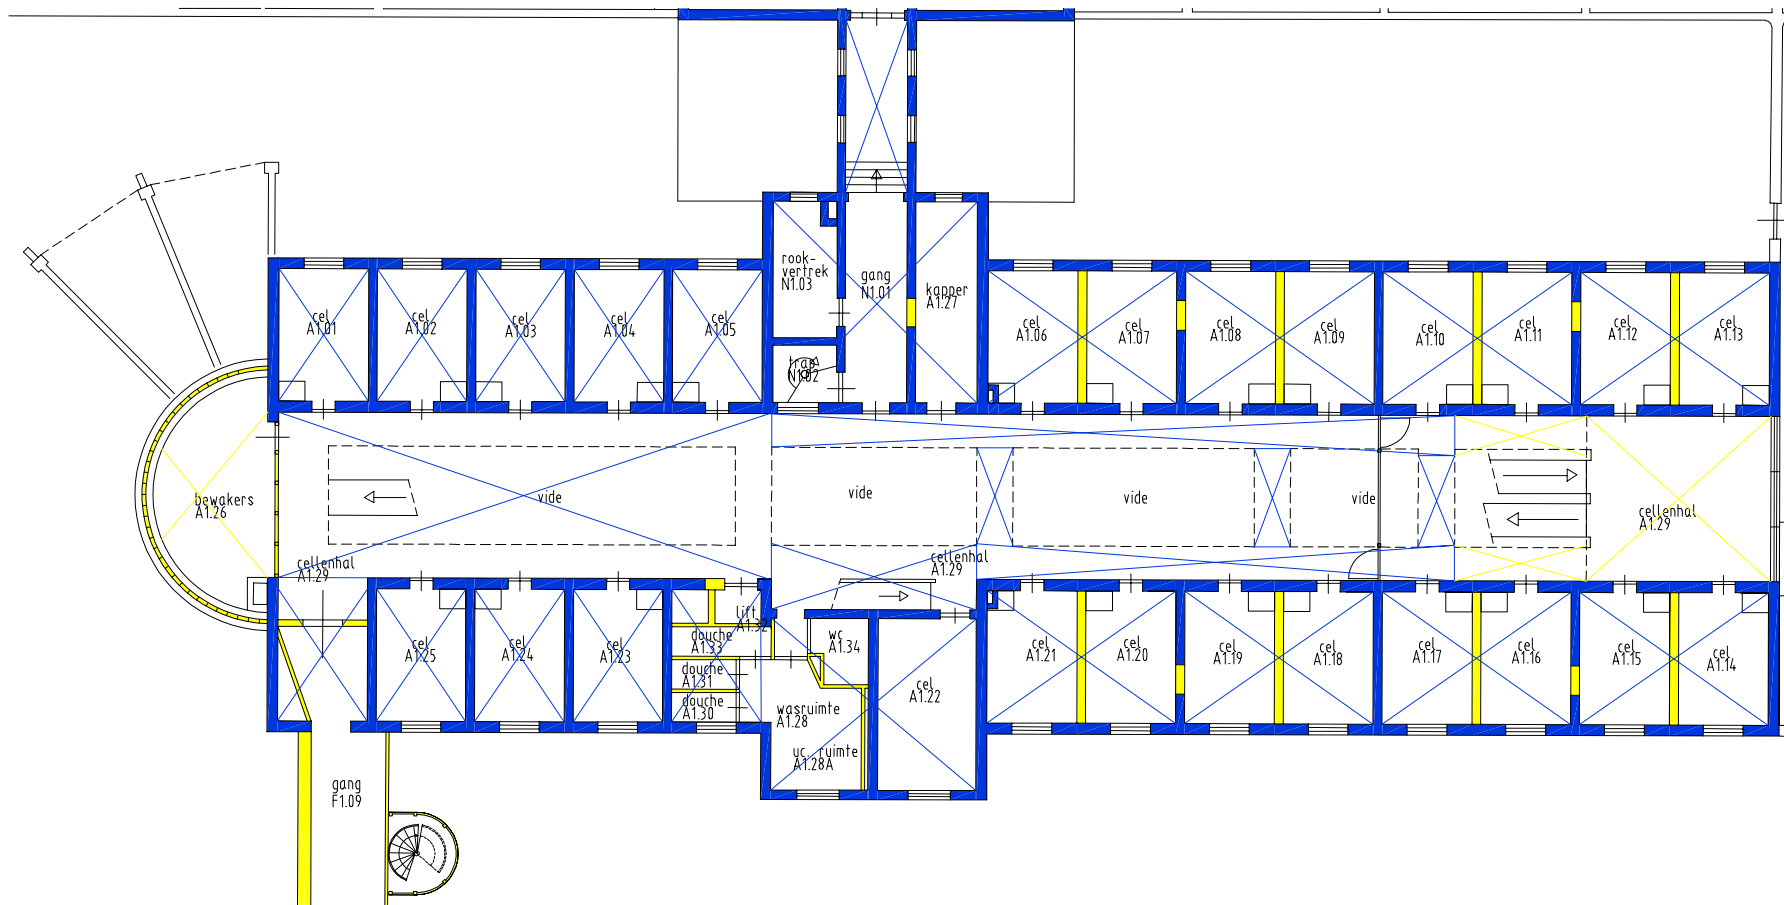 rook-
vertrek
N1.03
gang
N1.01
kapper
A1.27
cel
A1.01
cel
A1.02
cel
A1.03
cel
A1.04
cel
A1.05
trap
N1.02
cel
A1.06
cel
A1.07
cel
A1.08
cel
A1.09
cel
A1.10
cel
A1.11
cel
A1.12
cel
A1.13
bewakers
A1.26
vide
vide
vide
vide
cellenhal
A1.29
cellenhal
A1.29
cellenhal
A1.29
lift
A1.32
cel
A1.25
cel
A1.24
cel
A1.23
douche
A1.33
wc
A1.34
douche
A1.31
douche
A1.30
wasruimte
A1.28
uc. ruimte
A1.28A
cel
A1.22
cel
A1.21
cel
A1.20
cel
A1.19
cel
A1.18
cel
A1.17
cel
A1.16
cel
A1.15
cel
A1.14
gang
F1.09